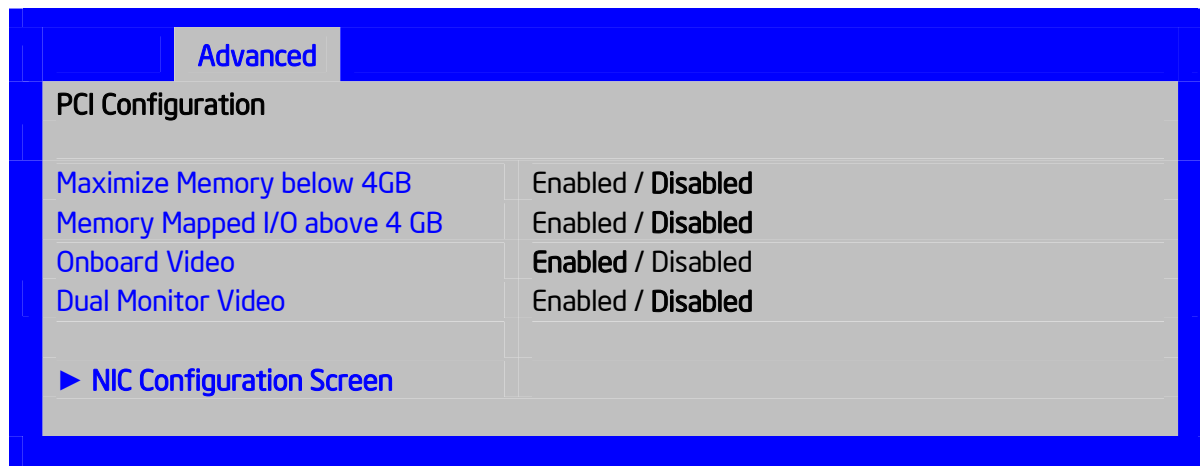 Advanced
PCI Configuration
Maximize Memory below 4GB Enabled / Disabled
Memory Mapped I/O above 4 GB Enabled / Disabled
Onboard Video Enabled / Disabled
Dual Monitor Video Enabled / Disabled
► NIC Configuration Screen